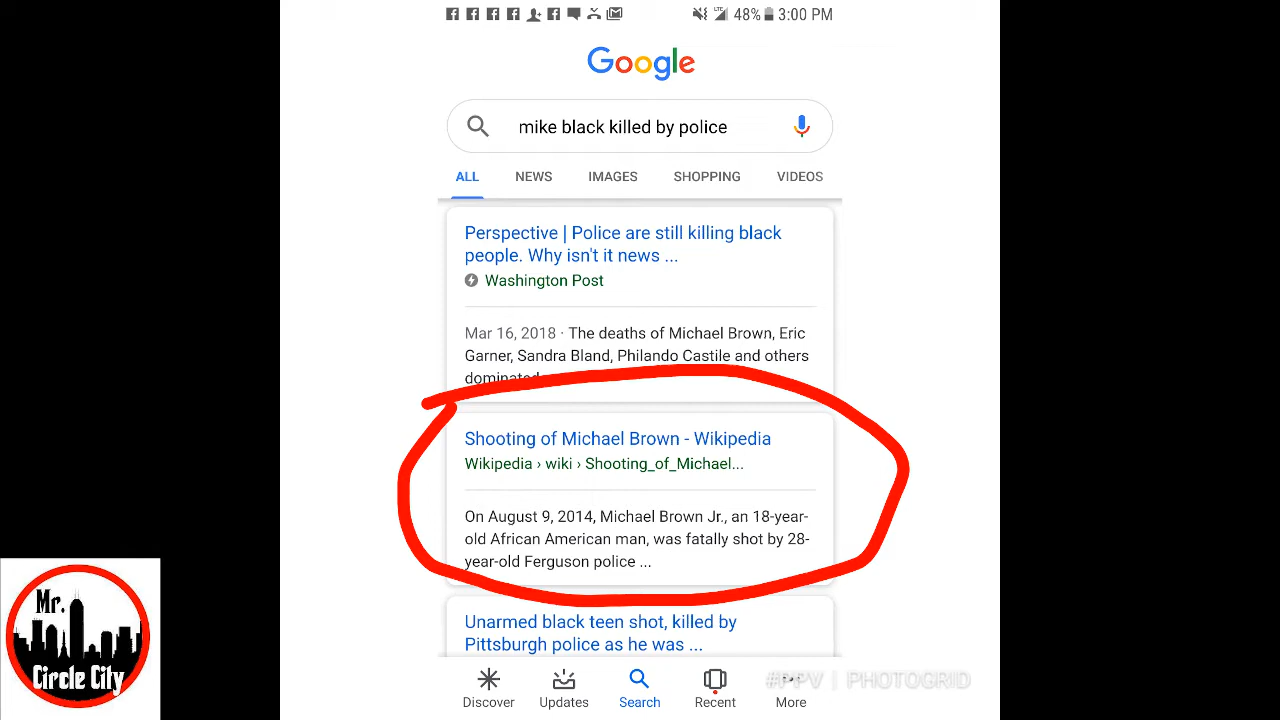 48% 3:00 PM
Google
mike black killed by police
ALL NEWS IMAGES SHOPPING VIDEOS
Perspective | Police are still killing black
people. Why isn't it news ...
Washington Post
Mar 16, 2018 · The deaths of Michael Brown, Eric
Garner, Sandra Bland, Philando Castile and others
dominated
Shooting of Michael Brown - Wikipedia
Wikipedia › wiki › Shooting_of_Michael...
On August 9, 2014, Michael Brown Jr., an 18-year-
old African American man, was fatally shot by 28-
year-old Ferguson police ...
Unarmed black teen shot, killed by
Pittsburgh police as he was ...
Discover Updates Search Recent More
PHOTOGRID
Mr.
Circle City